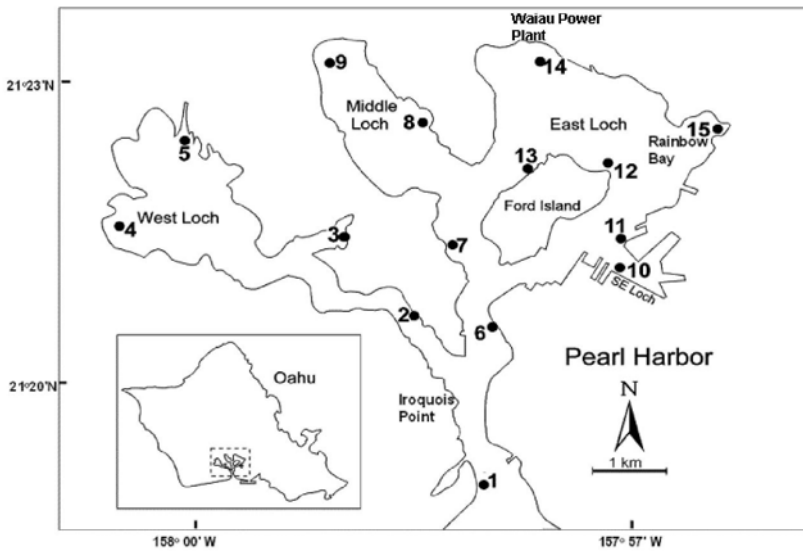 Waiau Power
Plant
21°23'N
9
14
Middle
Loch
8
East Loch
15
Rainbow
Bay
5
13
12
West Loch
Ford Island
4
3
7
11
10
SE Loch
2
6
Pearl Harbor
21°20'N
Oahu
Iroquois
Point
N
1 km
1
158° 00' W
157°57' W